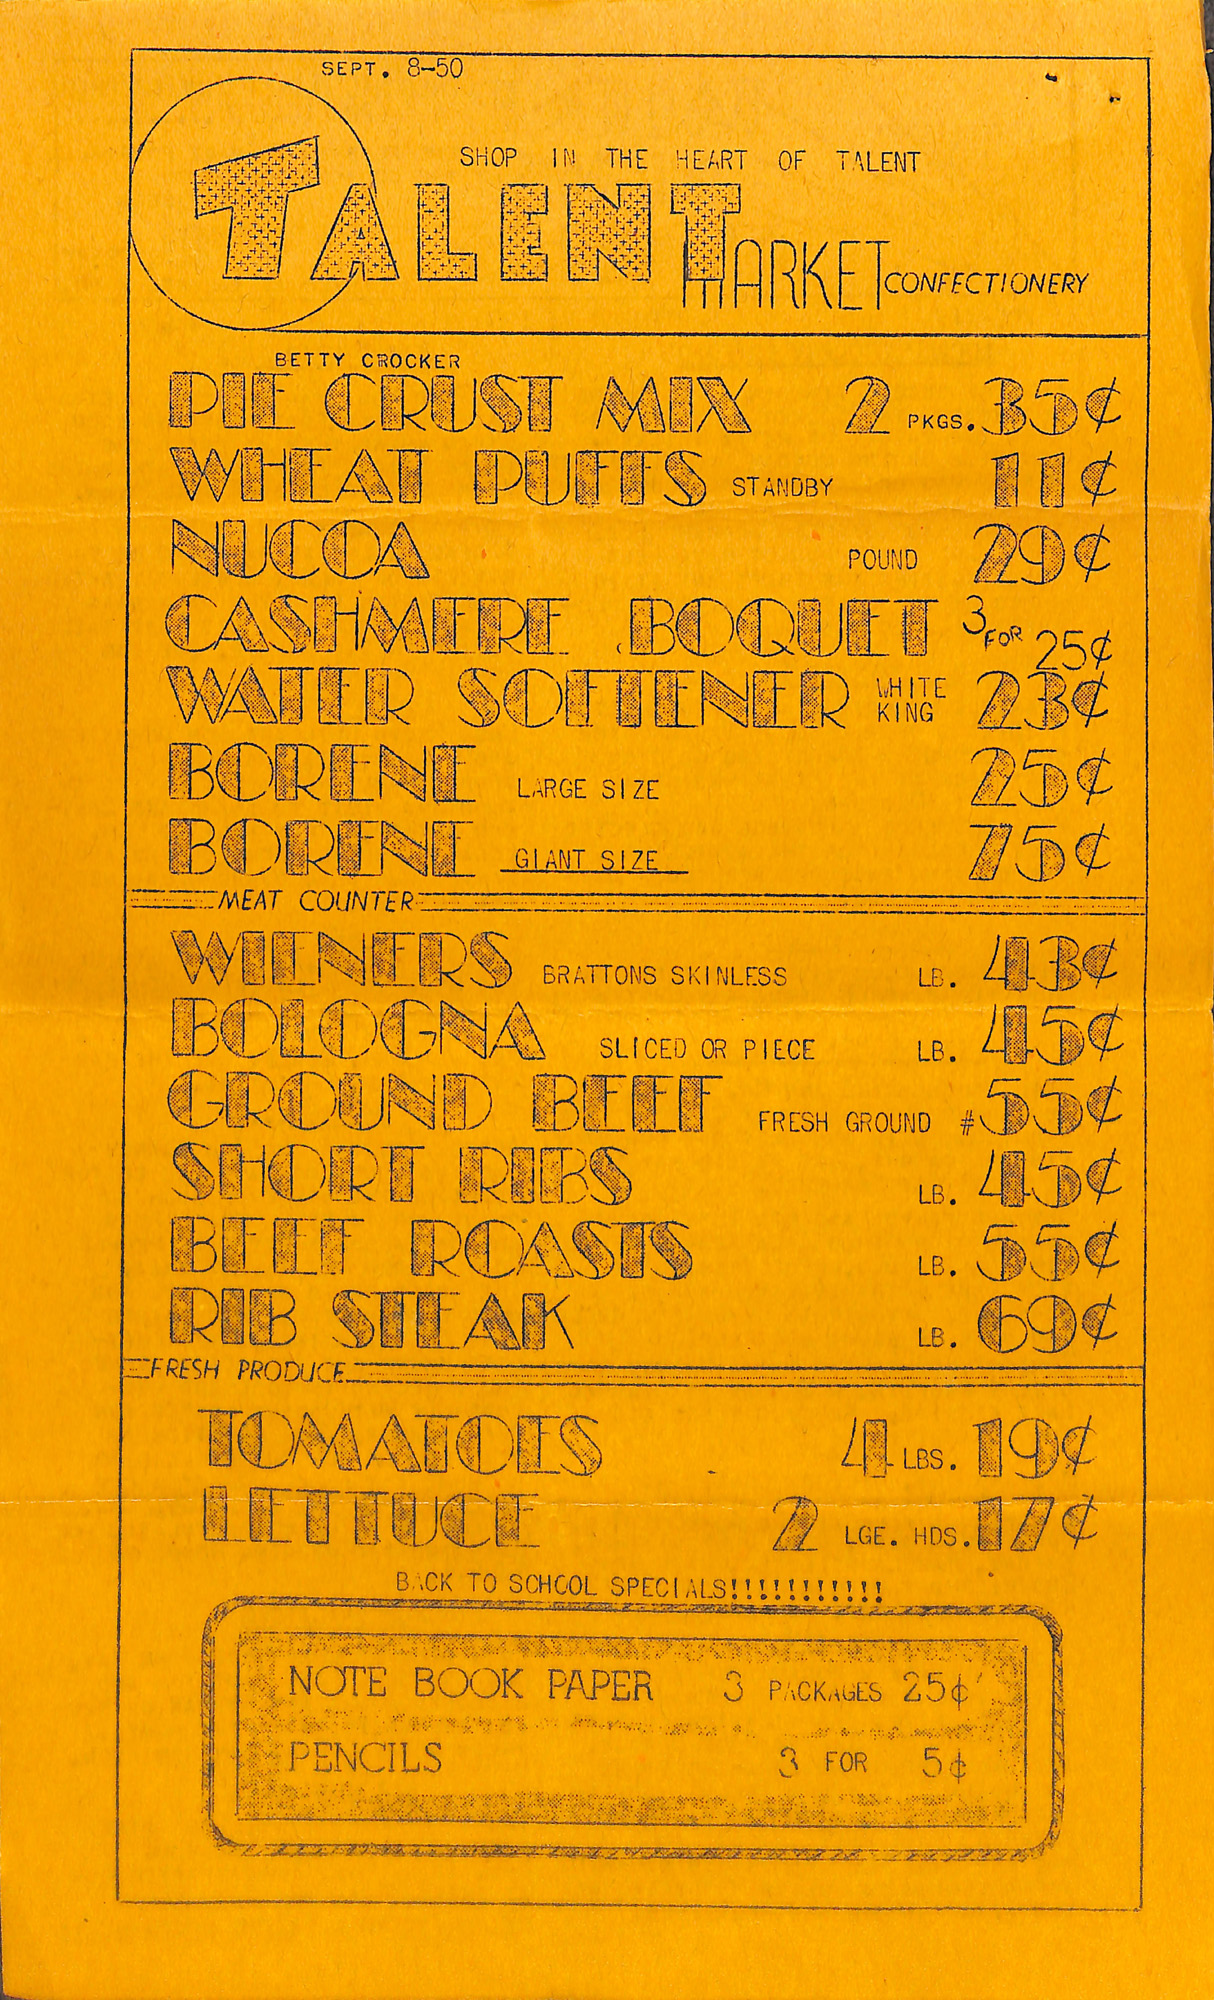 SEPT. 8-50
SHOP IN THE HEART OF TALENT
TALENT MARKET CONFECTIONERY
BETTY CROCKER
PIE CRUST MIX 2 PKGS. 35¢
WHEAT PUFFS STANDBY 11¢
NUCOA POUND 29¢
CASHMERE BOQUET 3 FOR 25¢
WATER SOFTENER WHITE KING 23¢
BORENE LARGE SIZE 25¢
BORENE GIANT SIZE 75¢
MEAT COUNTER
WIENERS BRATTONS SKINLESS LB. 43¢
BOLOGNA SLICED OR PIECE LB. 45¢
GROUND BEEF FRESH GROUND # 55¢
SHORT RIBS LB. 45¢
BEEF ROASTS LB. 55¢
RIB STEAK LB. 69¢
FRESH PRODUCE
TOMATOES 4 LBS. 19¢
LETTUCE 2 LGE. HDS. 17¢
BACK TO SCHOOL SPECIALS!!!!!!!!!!!
NOTE BOOK PAPER 3 PACKAGES 25¢
PENCILS 3 FOR 5¢